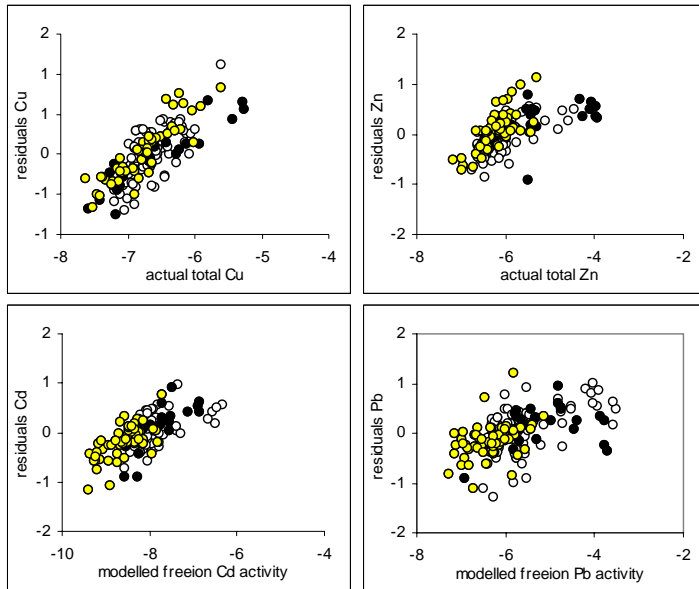 2
1
1
0
-1
-1
-8 -7 -6 -5 -4
residuals Cu
actual total Cu
2
1
0
-1
-2
-8 -6 -4 -2
residuals Zn
actual total Zn
2
1
0
-1
-2
-10 -8 -6 -4
residuals Cd
modelled freeion Cd activity
2
1
0
-1
-2
-8 -6 -4 -2
residuals Pb
modelled freeion Pb activity